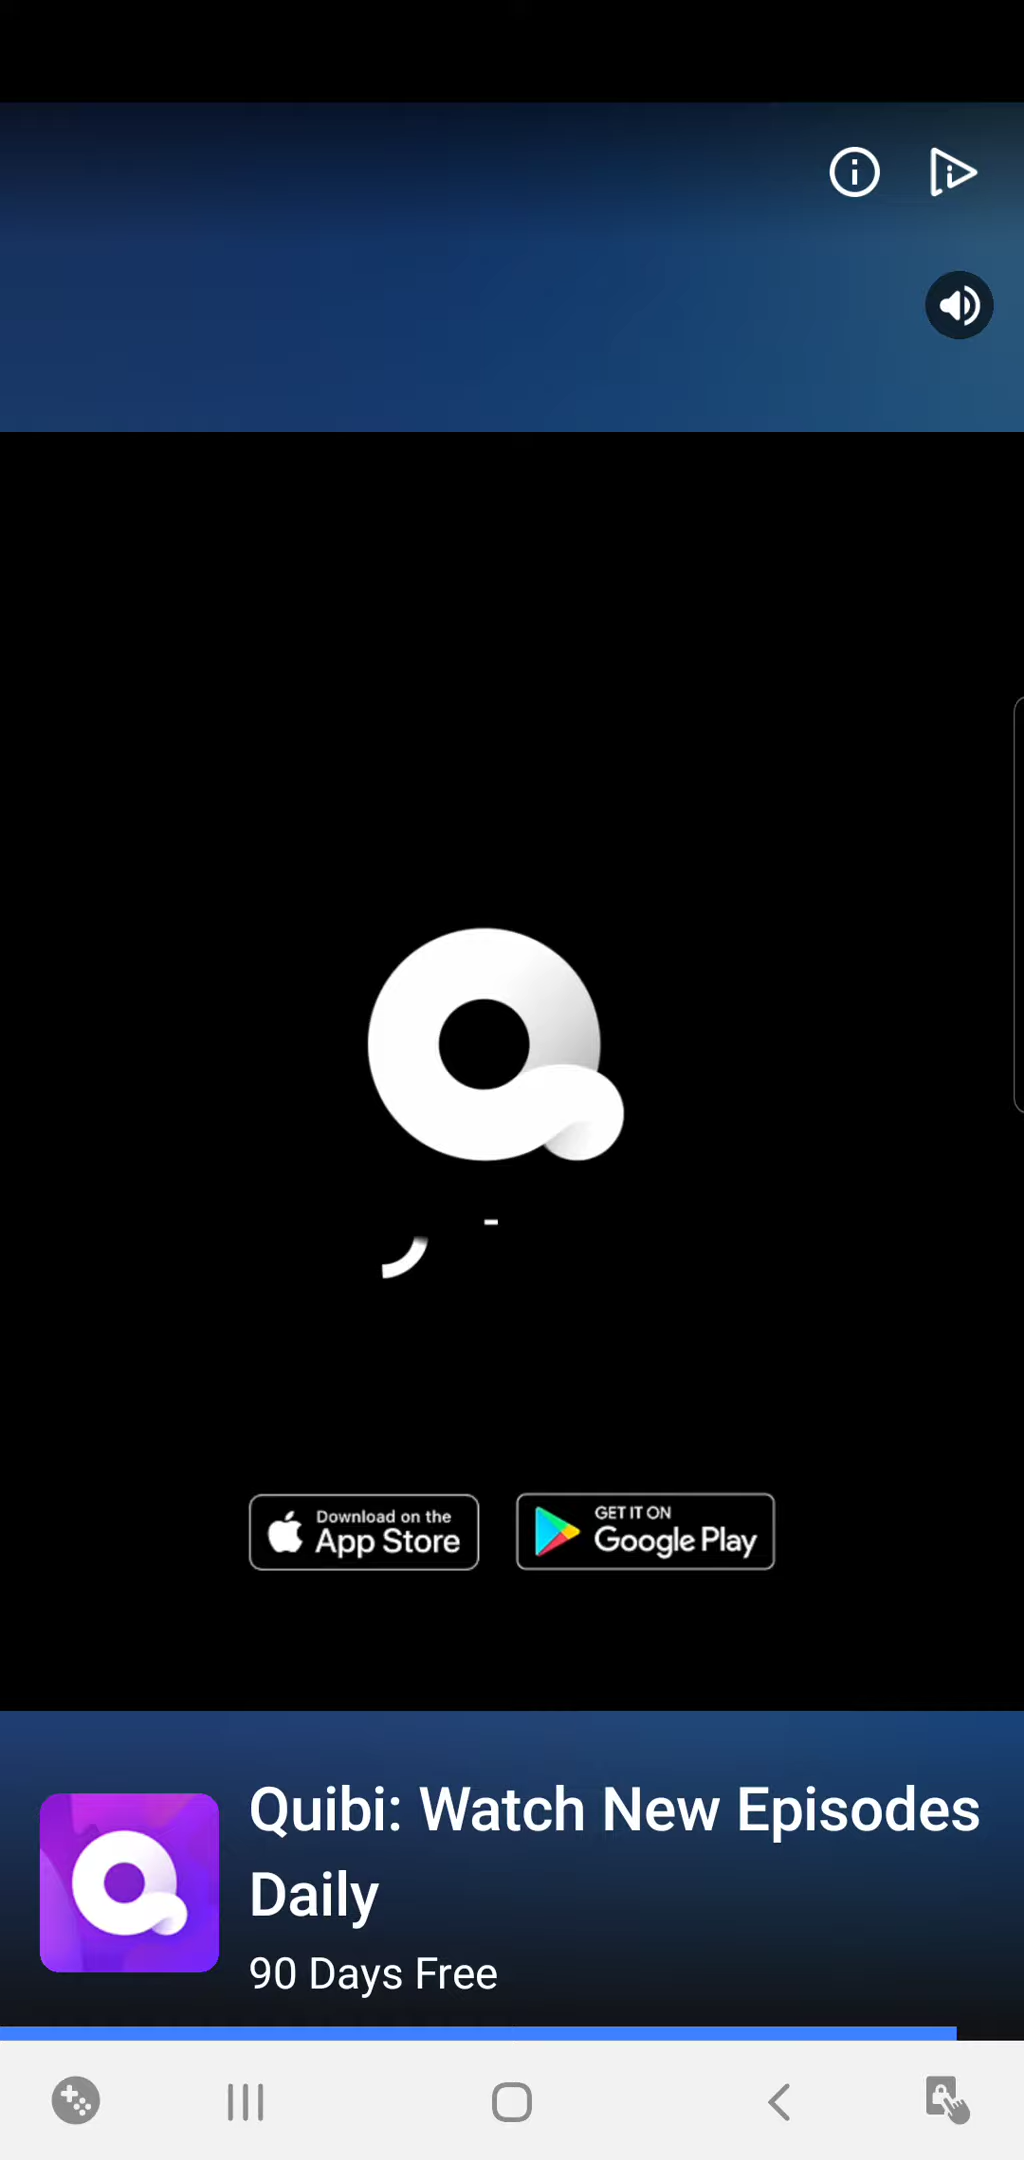 Download on the
App Store
GET IT ON
Google Play
Quibi: Watch New Episodes
Daily
90 Days Free